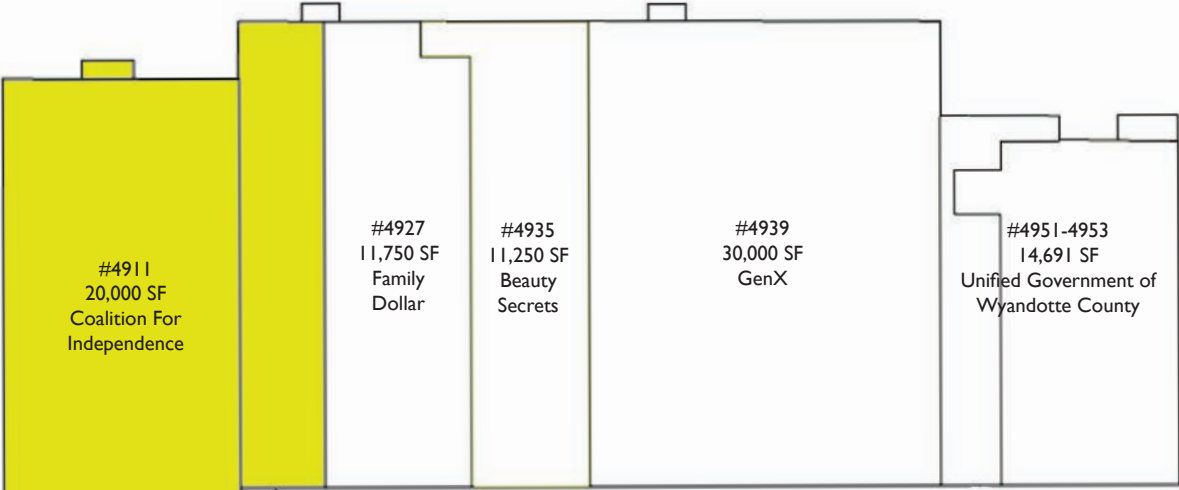 #4911
20,000 SF
Coalition For
Independence
#4927
11,750 SF
Family
Dollar
#4935
11,250 SF
Beauty
Secrets
#4939
30,000 SF
GenX
#4951-4953
14,691 SF
Unified Government of
Wyandotte County